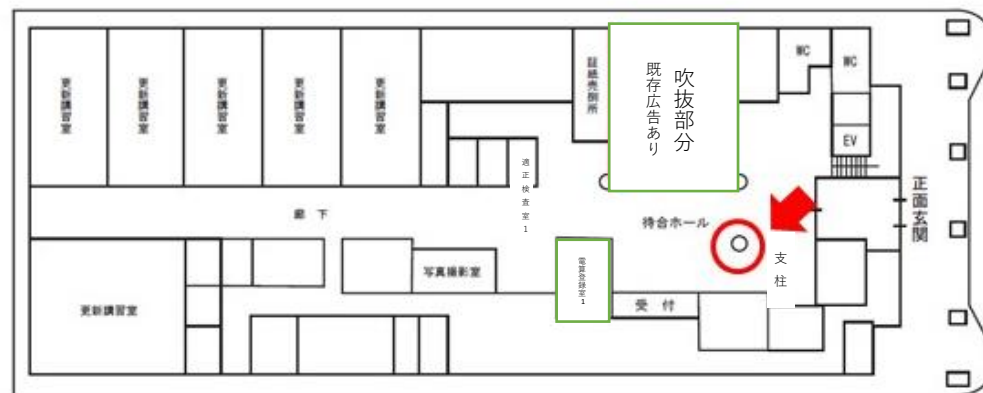 更新講習室
更新講習室
更新講習室
更新講習室
更新講習室
証紙売捌所
吹抜部分
既存広告あり
WC
WC
EV
適正検査室1
正面玄関
廊下
待合ホール
支柱
電算登録室1
写真撮影室
更新講習室
受付